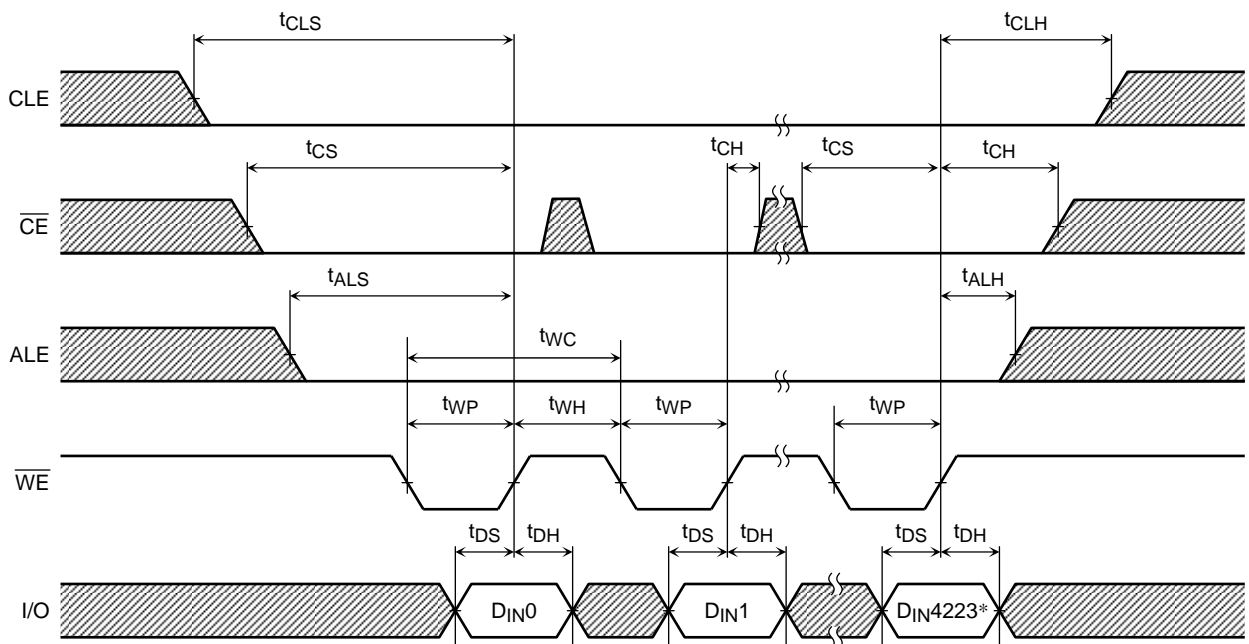 tCLS tCLH
CLE
tCS tCH tCS tCH
CE
tALS tALH
ALE
tWC
tWP tWH tWP tWP
WE
tDS tDH tDS tDH tDS tDH
I/O DIN0 DIN1 DIN4223*